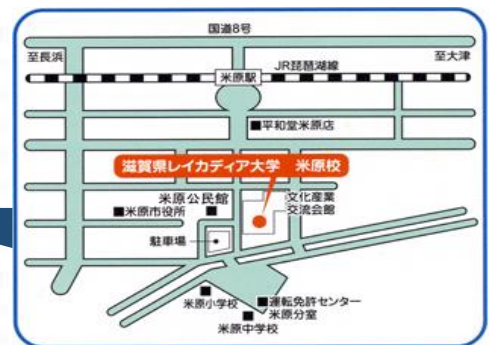 国道8号
至長浜
至大津
JR琵琶湖線
米原駅
平和堂米原店
滋賀県レイカディア大学　米原校
米原公民館
文化産業
交流会館
米原市役所
駐車場
米原小学校
運転免許センター
米原分室
米原中学校